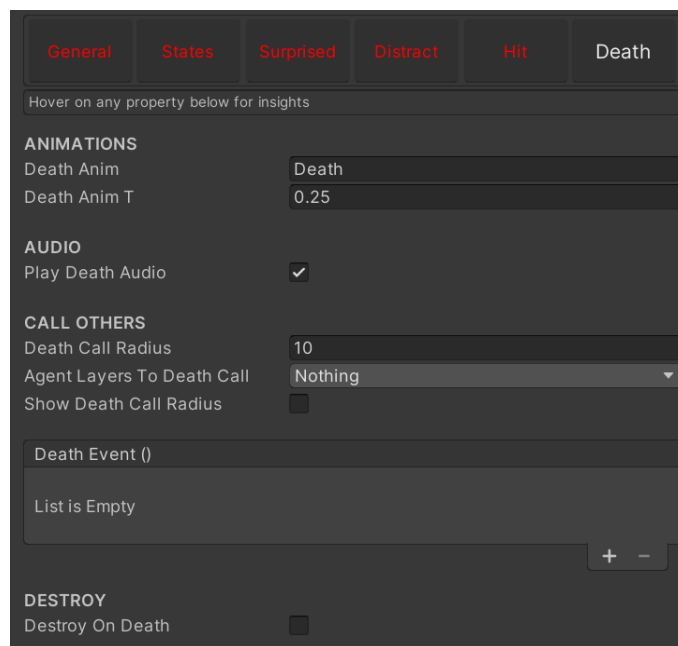 General States Surprised Distract Hit Death
Hover on any property below for insights
ANIMATIONS
Death Anim Death
Death Anim T 0.25
AUDIO
Play Death Audio
CALL OTHERS
Death Call Radius 10
Agent Layers To Death Call Nothing
Show Death Call Radius
Death Event ()
List is Empty
+ −
DESTROY
Destroy On Death